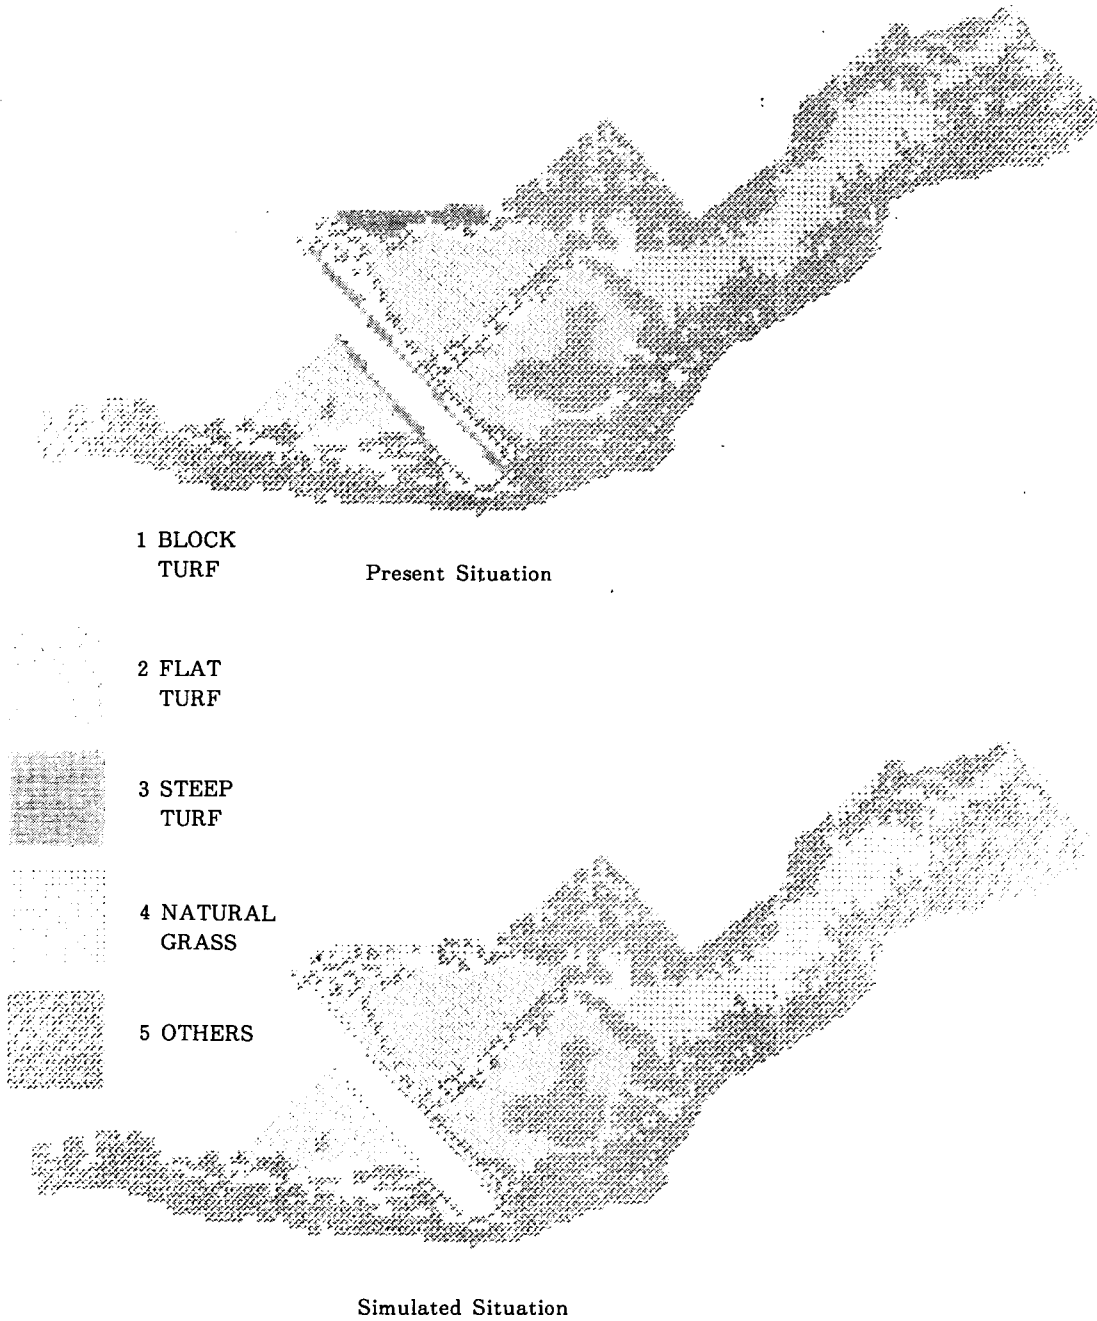 1 BLOCK
TURF
Present Situation
2 FLAT
TURF
3 STEEP
TURF
4 NATURAL
GRASS
5 OTHERS
Simulated Situation